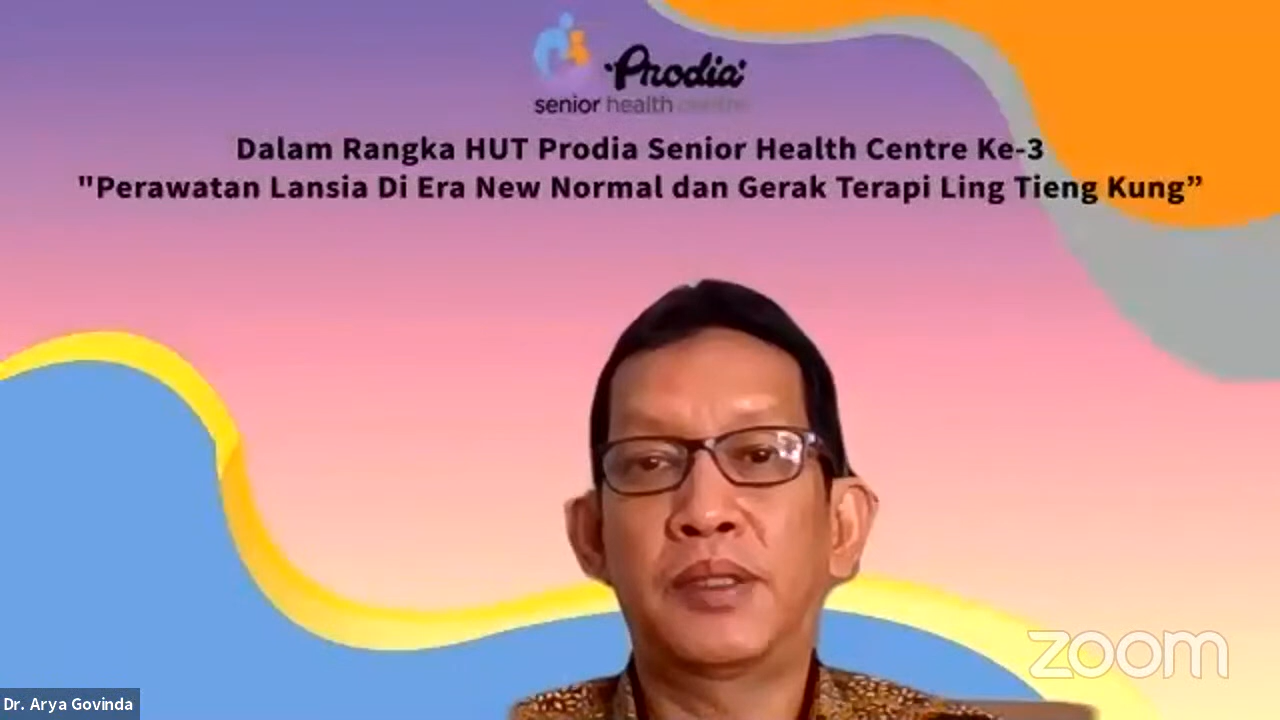 Prodia
senior health centre
Dalam Rangka HUT Prodia Senior Health Centre Ke-3
"Perawatan Lansia Di Era New Normal dan Gerak Terapi Ling Tieng Kung”
zoom
Dr. Arya Govinda